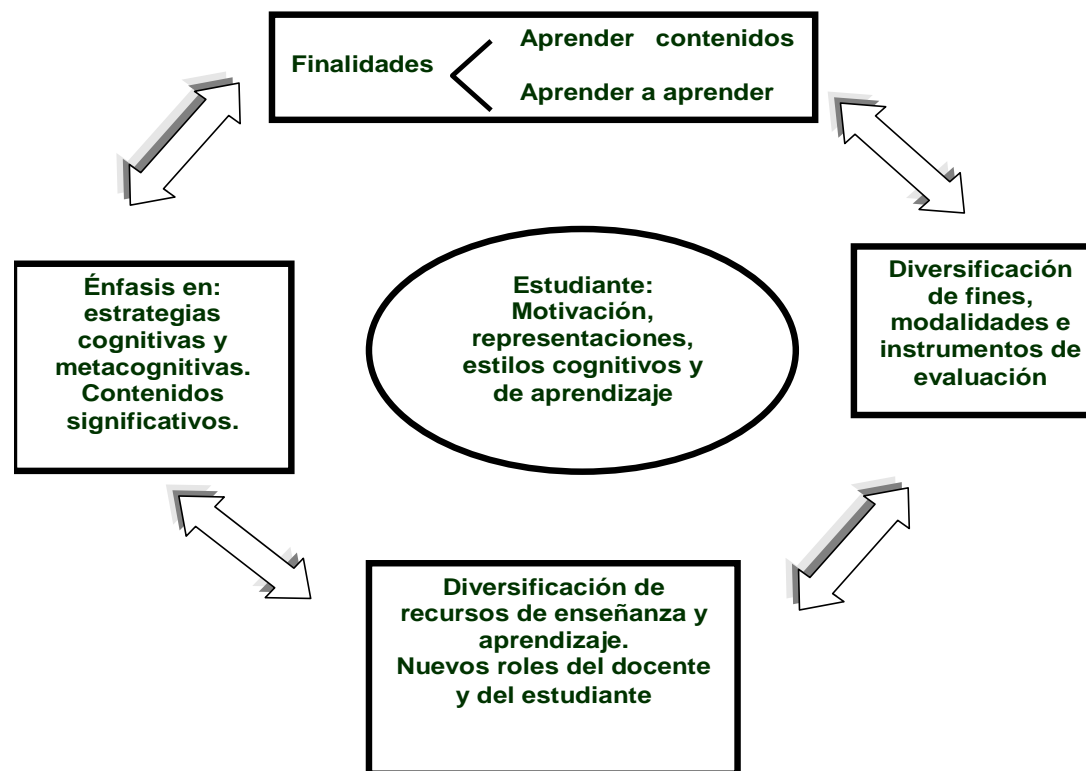 Finalidades
Aprender contenidos
Aprender a aprender
Énfasis en:
estrategias
cognitivas y
metacognitivas.
Contenidos
significativos.
Estudiante:
Motivación,
representaciones,
estilos cognitivos y
de aprendizaje
Diversificación
de fines,
modalidades e
instrumentos de
evaluación
Diversificación de
recursos de enseñanza y
aprendizaje.
Nuevos roles del docente
y del estudiante